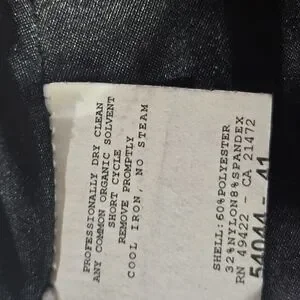 PROFESSIONALLY DRY CLEAN
ANY COMMON ORGANIC SOLVENT
SHORT CYCLE
REMOVE PROMPTLY
COOL IRON, NO STEAM
SHELL:60%POLYESTER
32%NYLON8%SPANDEX
RN 49422 - CA 21472
54044 - 41